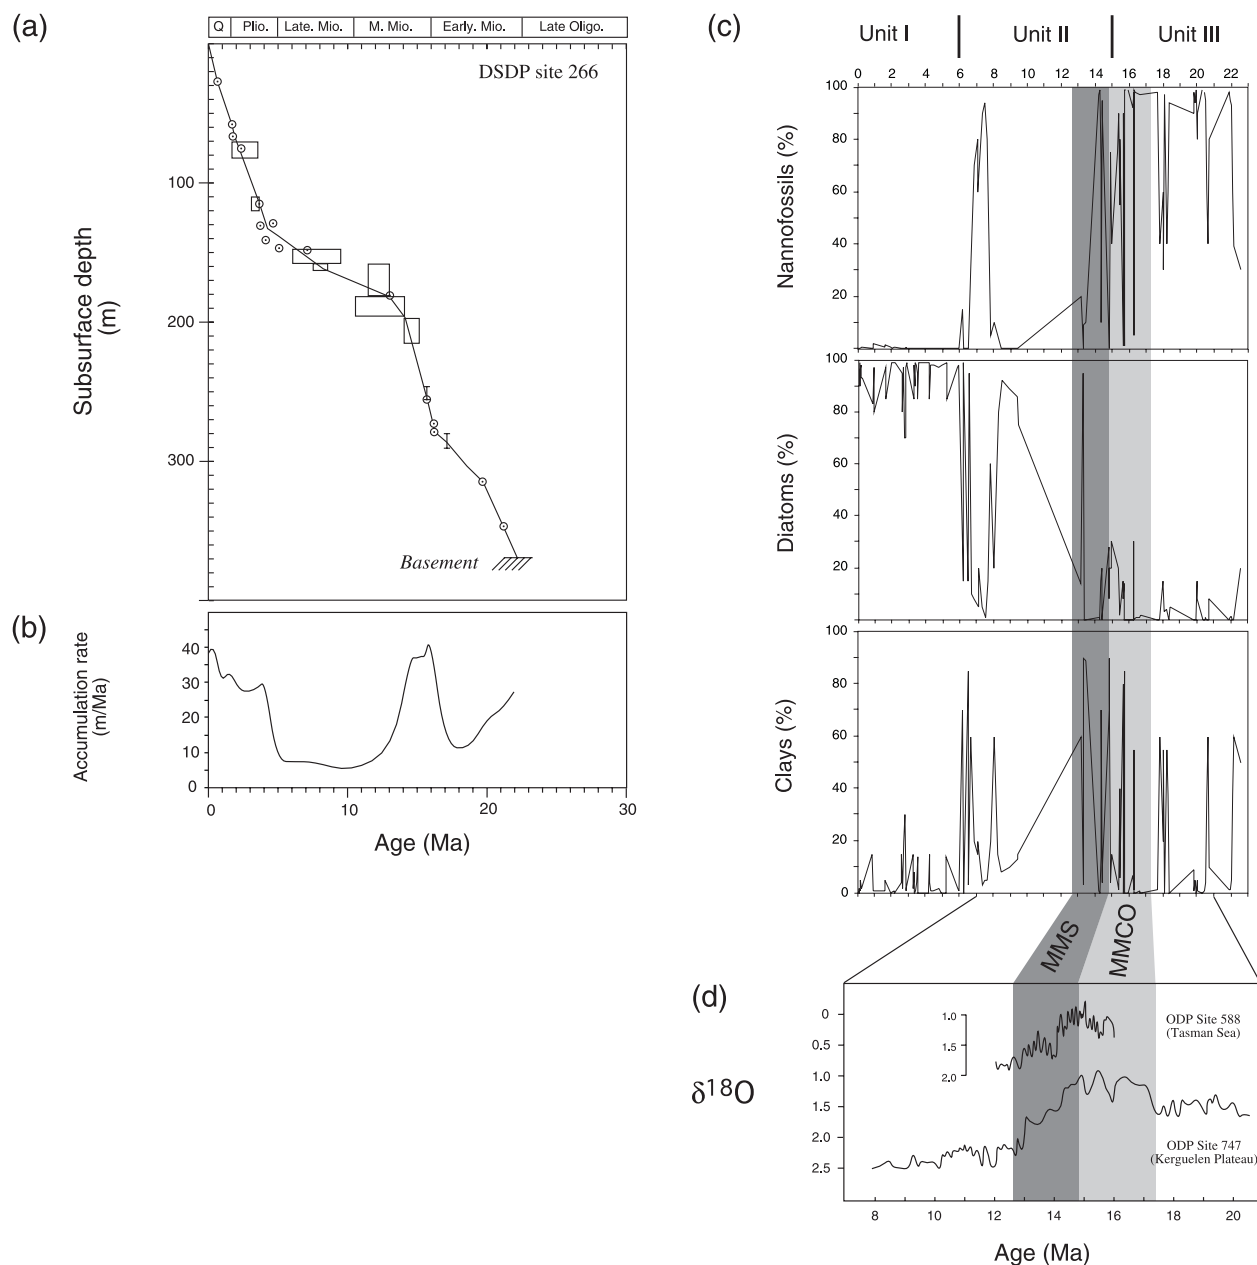 (a)
Q Plio. Late. Mio. M. Mio. Early. Mio. Late Oligo.
DSDP site 266
Subsurface depth
(m)
100
200
300
Basement
(b)
Accumulation rate
(m/Ma)
40
30
20
10
0
0 10 20 30
Age (Ma)
(c)
Unit I Unit II Unit III
0 2 4 6 8 10 12 14 16 18 20 22
Nannofossils (%)
100
80
60
40
20
0
Diatoms (%)
100
80
60
40
20
0
Clays (%)
100
80
60
40
20
0
MMS
MMCO
(d)
δ18O
0
0.5
1.0
1.5
2.0
2.5
1.0
1.5
2.0
ODP Site 588
(Tasman Sea)
ODP Site 747
(Kerguelen Plateau)
8 10 12 14 16 18 20
Age (Ma)